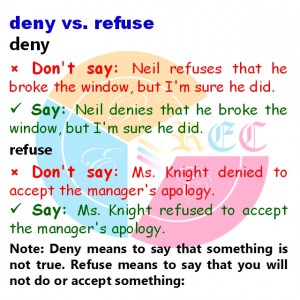 deny vs. refuse
deny
× Don't say: Neil refuses that he
broke the window, but I'm sure he did.
✓ Say: Neil denies that he broke the
window, but I'm sure he did.
refuse
× Don't say: Ms. Knight denied to
accept the manager's apology.
✓ Say: Ms. Knight refused to accept
the manager's apology.
Note: Deny means to say that something is
not true. Refuse means to say that you will
not do or accept something: